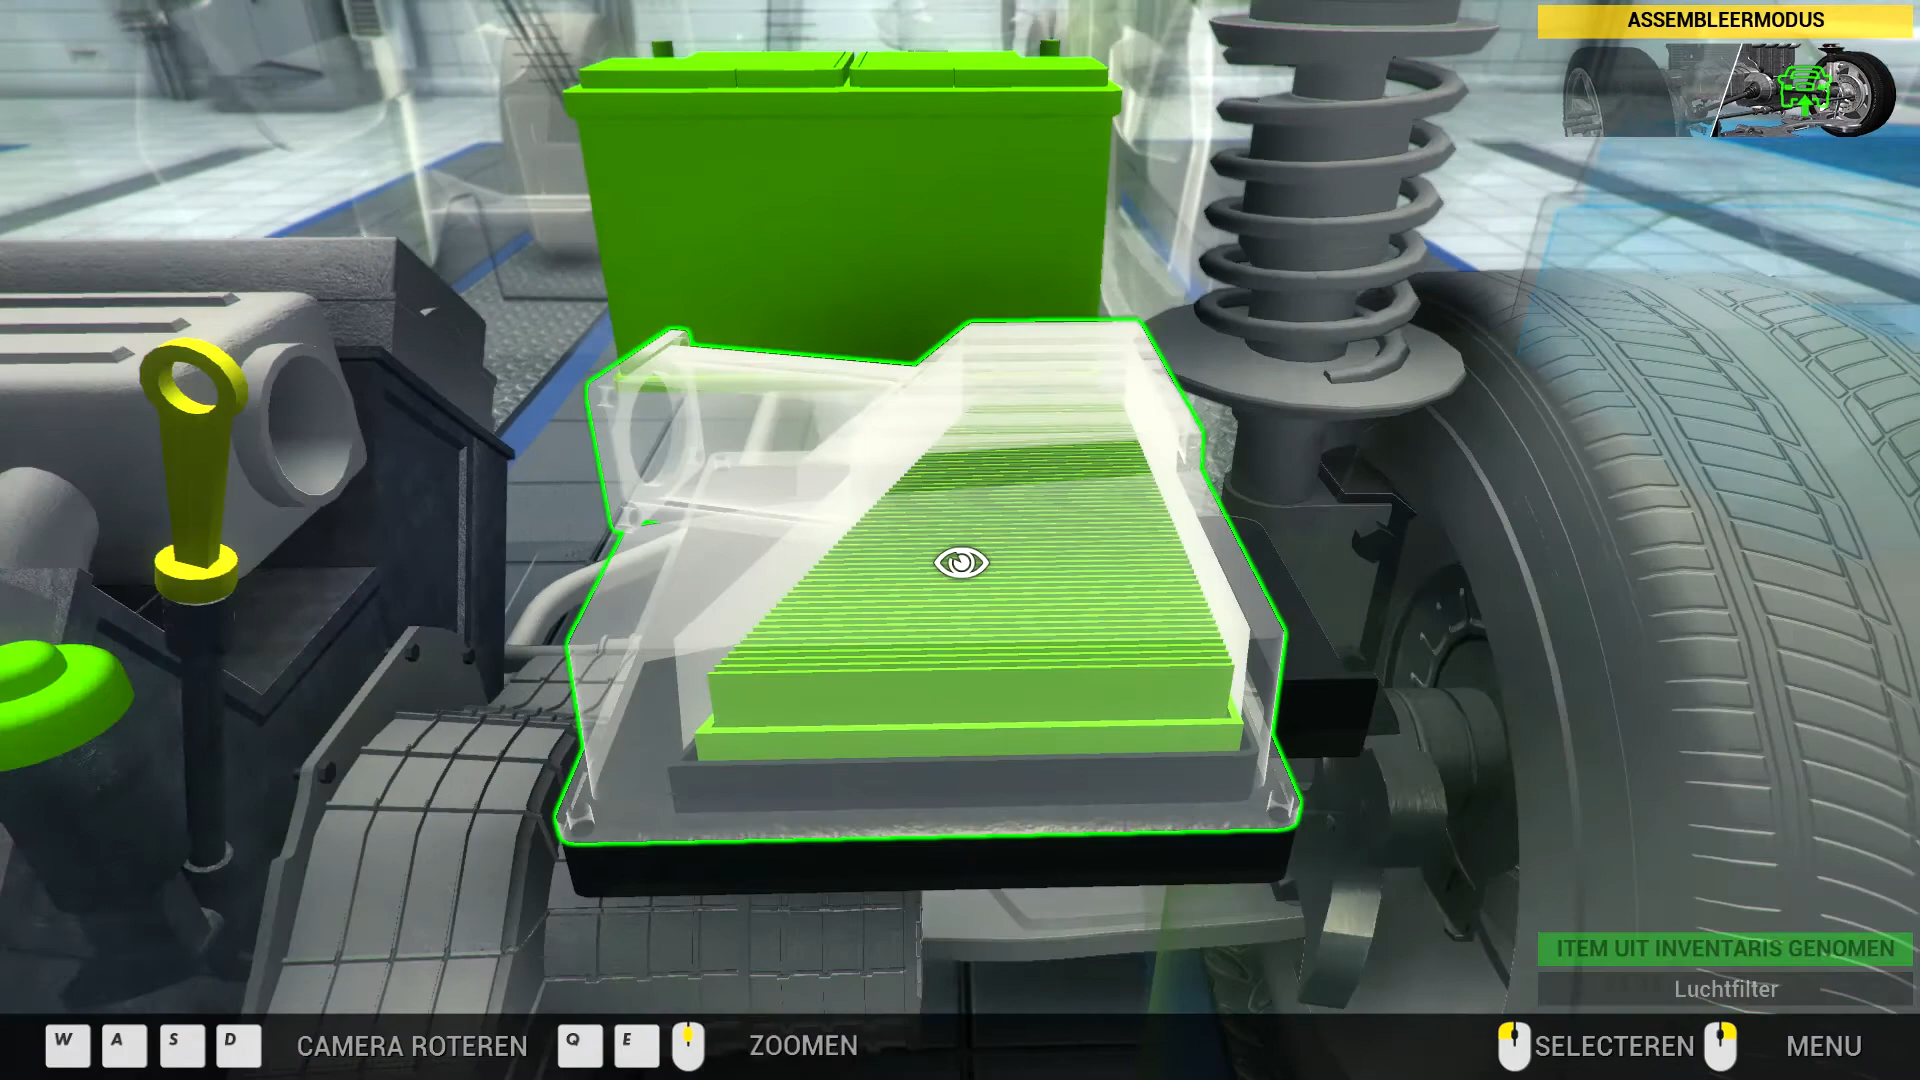 ASSEMBLEERMODUS
ITEM UIT INVENTARIS GENOMEN
Luchtfilter
W A S D CAMERA ROTEREN Q E ZOOMEN SELECTEREN MENU